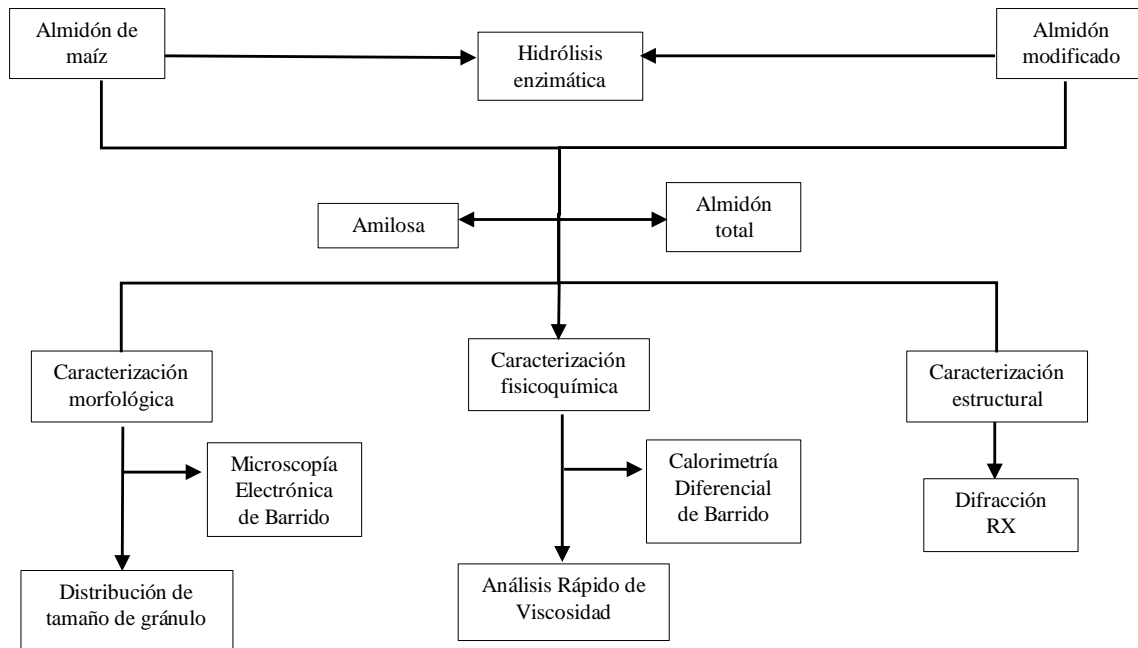 Almidón de
maíz
Hidrólisis
enzimática
Almidón
modificado
Amilosa
Almidón
total
Caracterización
morfológica
Caracterización
fisicoquímica
Caracterización
estructural
Microscopía
Electrónica
de Barrido
Calorimetría
Diferencial
de Barrido
Difracción
RX
Distribución de
tamaño de gránulo
Análisis Rápido de
Viscosidad